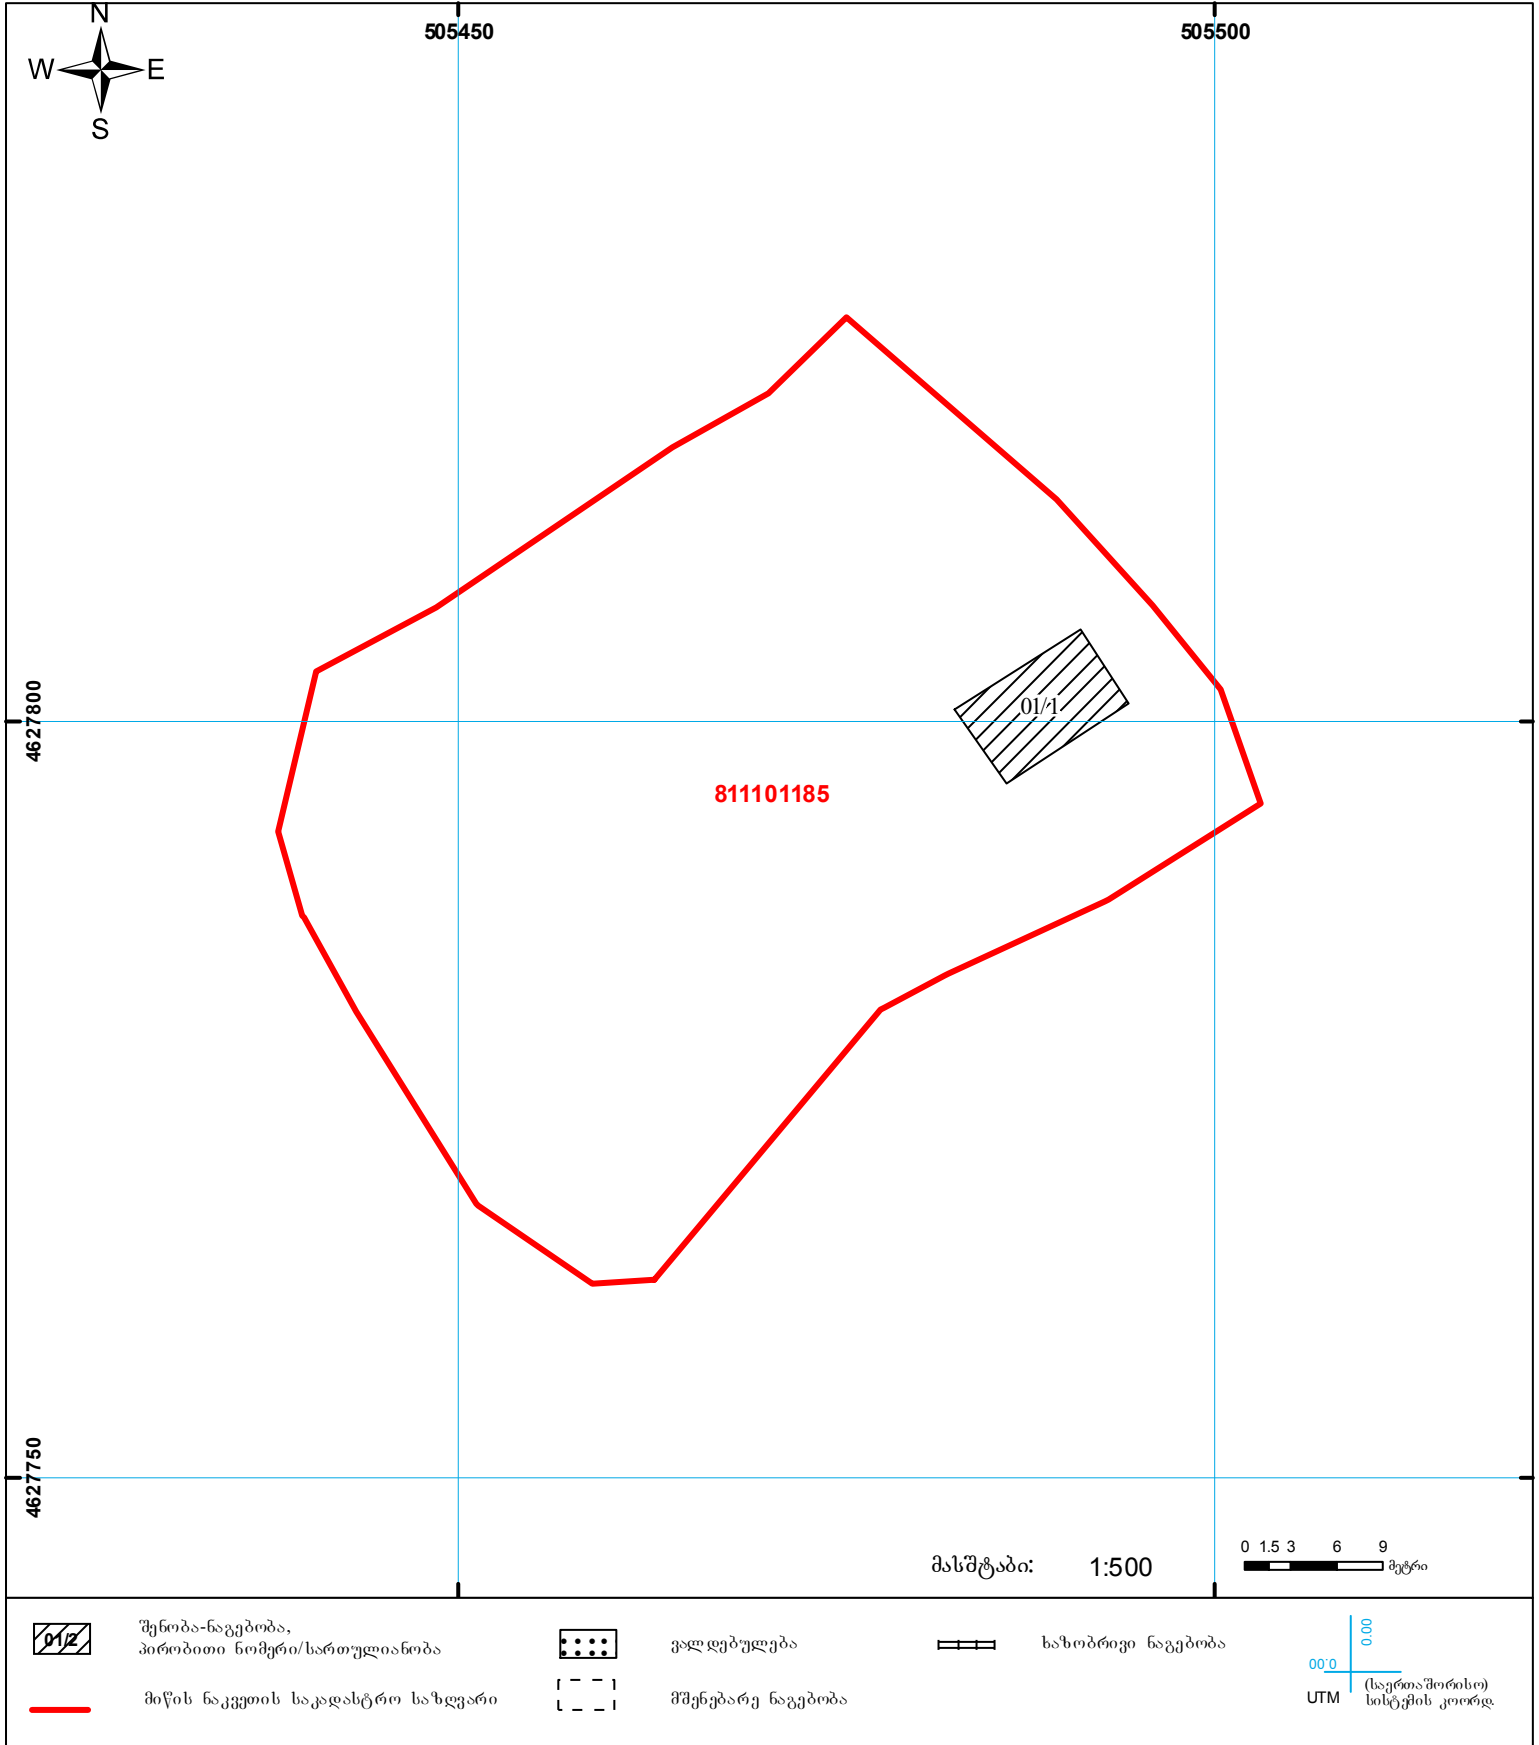 N
W E
S
505450
505500
4627800
4627750
01/1
811101185
მასშტაბი: 1:500
0 1.5 3 6 9
მეტრი
01/2
შენობა-ნაგებობა,
პირობითი ნომერი/სართულიანობა
ვალდებულება
ხაზობრივი ნაგებობა
მიწის ნაკვეთის საკადასტრო საზღვარი
მშენებარე ნაგებობა
00.0
00.0
UTM
(საერთაშორისო)
სისტემის კოორდ.